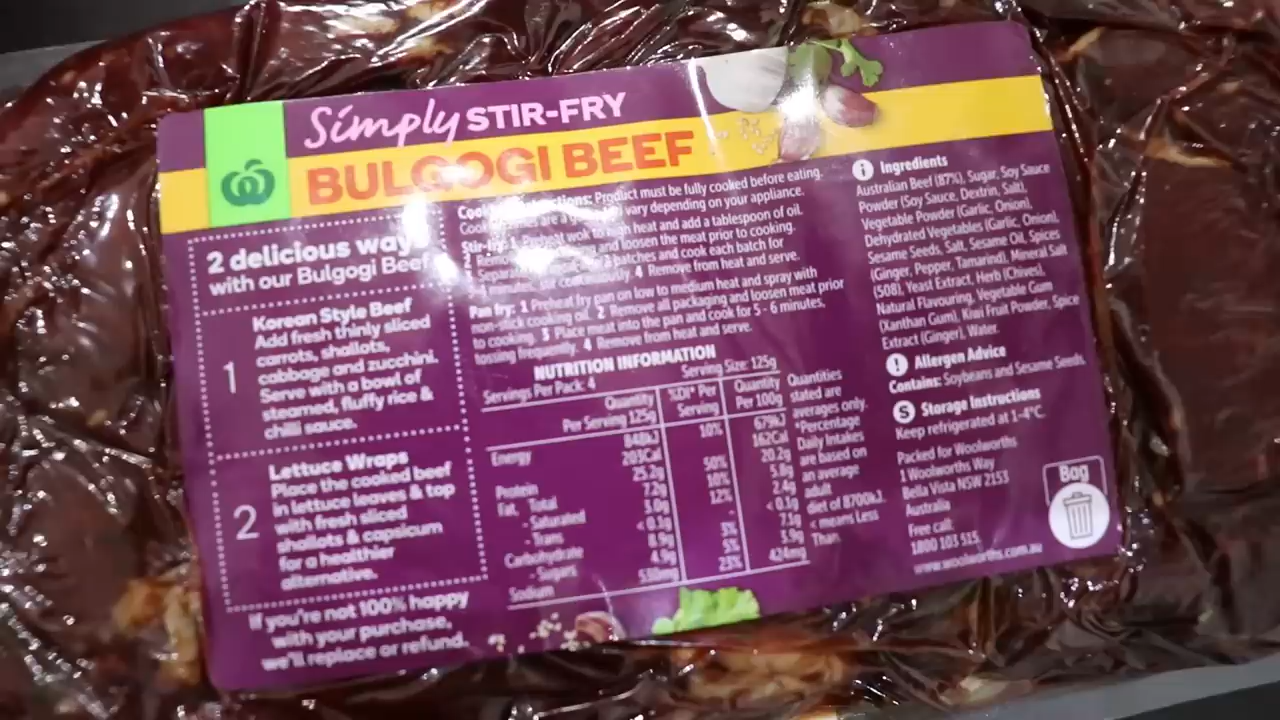 Simply STIR-FRY
BULGOGI BEEF
2 delicious ways
with our Bulgogi Beef
1
Korean Style Beef
Add fresh thinly sliced
carrots, shallots,
cabbage and zucchini.
Serve with a bowl of
steamed, fluffy rice &
chilli sauce.
2
Lettuce Wraps
Place the cooked beef
in lettuce leaves & top
with fresh sliced
shallots & capsicum
for a healthier
alternative.
If you're not 100% happy
with your purchase,
we'll replace or refund.
Product must be fully cooked before eating.
vary depending on your appliance.
Stir-fry: 1 Preheat wok to high heat and add a tablespoon of oil.
and loosen the meat prior to cooking.
batches and cook each batch for
minutes, stir continuously. 4 Remove from heat and serve.
Pan fry: 1 Preheat fry pan on low to medium heat and spray with
non-stick cooking oil. 2 Remove all packaging and loosen meat prior
to cooking. 3 Place meat into the pan and cook for 5 - 6 minutes,
tossing frequently. 4 Remove from heat and serve.
NUTRITION INFORMATION
Servings Per Pack: 4 Serving Size: 125g
Quantity Per Serving 125g %DI* Per Serving Quantity Per 100g
Energy 848kJ 10% 679kJ
203Cal 162Cal
Protein 25.2g 50% 20.2g
Fat, Total 7.2g 10% 5.8g
- Saturated 3.0g 12% 2.4g
- Trans < 0.1g - < 0.1g
Carbohydrate 8.9g 3% 7.1g
- Sugars 4.9g 5% 3.9g
Sodium 530mg 23% 424mg
Quantities
stated are
averages only.
*Percentage
Daily Intakes
are based on
an average
adult
diet of 8700kJ.
< means Less
Than.
Ingredients
Australian Beef (87%), Sugar, Soy Sauce
Powder (Soy Sauce, Dextrin, Salt),
Vegetable Powder (Garlic, Onion),
Dehydrated Vegetables (Garlic, Onion),
Sesame Seeds, Salt, Sesame Oil, Spices
(Ginger, Pepper, Tamarind), Mineral Salt
(508), Yeast Extract, Herb (Chives),
Natural Flavouring, Vegetable Gum
(Xanthan Gum), Kiwi Fruit Powder, Spice
Extract (Ginger), Water.
Allergen Advice
Contains: Soybeans and Sesame Seeds.
Storage Instructions
Keep refrigerated at 1-4°C.
Packed for Woolworths
1 Woolworths Way
Bella Vista NSW 2153
Australia
Free call:
1800 103 515.
www.woolworths.com.au
Bag